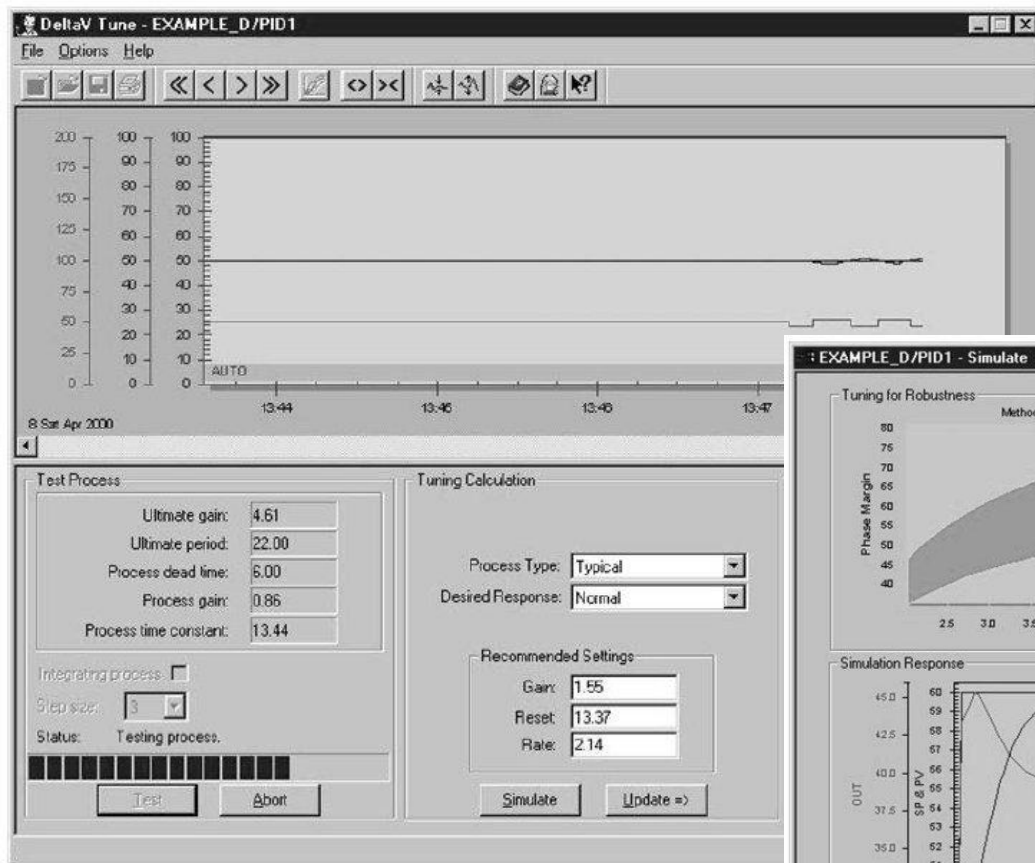 DeltaV Tune - EXAMPLE_D/PID1
File Options Help
200 100 100
175 90 90
150 80 80
125 70 70
60 60
100 50 50
75 40 40
30 30
50 20 20
25 10 10
0 0 0
AUTO
13:44 13:46 13:46 13:47
8 Sat Apr 2000
Test Process
Ultimate gain: 4.61
Ultimate period: 22.00
Process dead time: 6.00
Process gain: 0.86
Process time constant: 13.44
Integrating process
Step size: 3
Status: Testing process.
Test Abort
Tuning Calculation
Process Type: Typical
Desired Response: Normal
Recommended Settings
Gain: 1.55
Reset: 13.37
Rate: 2.14
Simulate Update =>
EXAMPLE_D/PID1 - Simulate
Tuning for Robustness
Metho
Phase Margin
80
75
70
65
60
55
50
45
40
2.5 3.0 3.5
Simulation Response
OUT
45.0
42.5
40.0
37.5
35.0
SP & PV
60
59
58
57
56
55
54
53
52